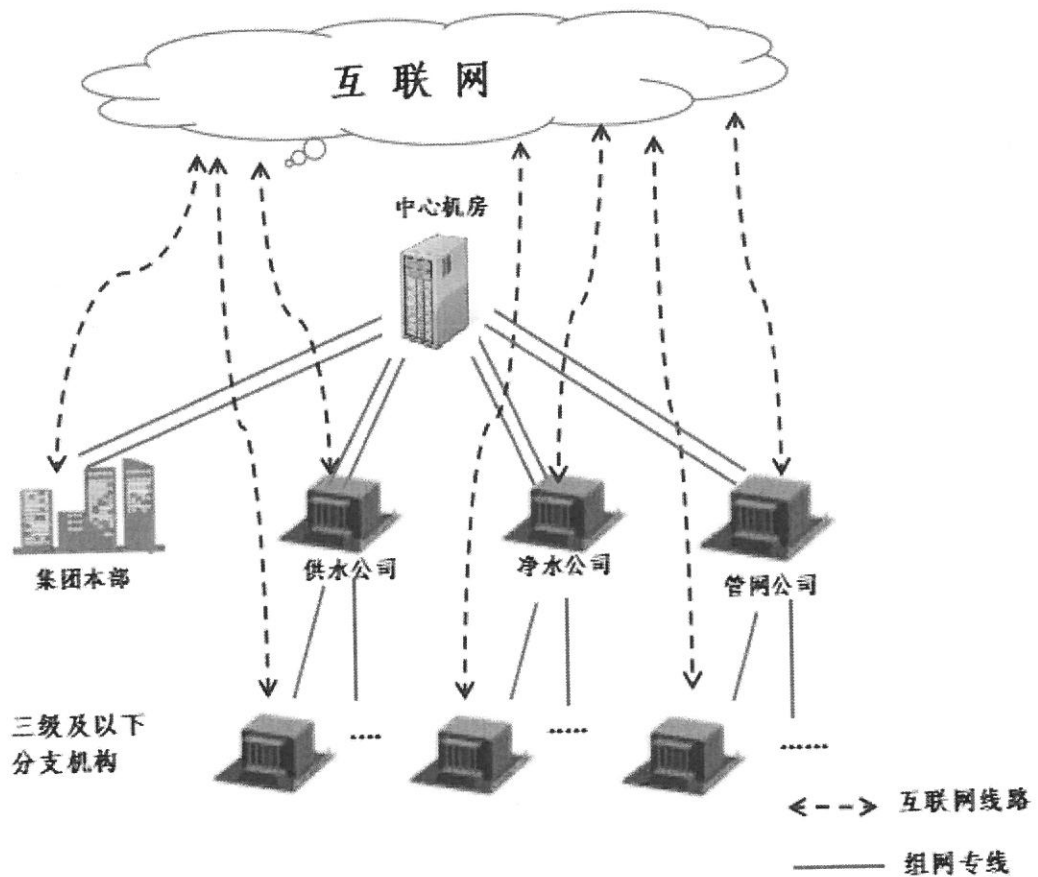 互联网
中心机房
集团本部
供水公司
净水公司
管网公司
三级及以下
分支机构
.....
.....
......
互联网线路
组网专线